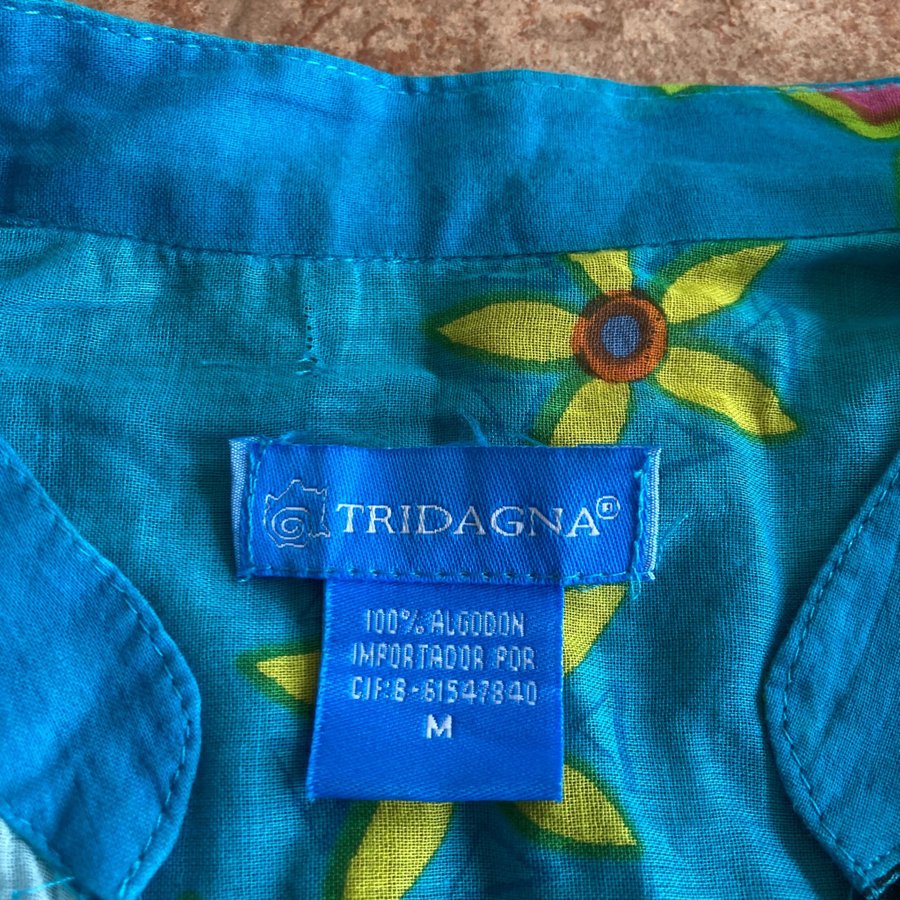 TRIDAGNA®
100% ALGODON
IMPORTADOR POR
CIF:B-61547840
M